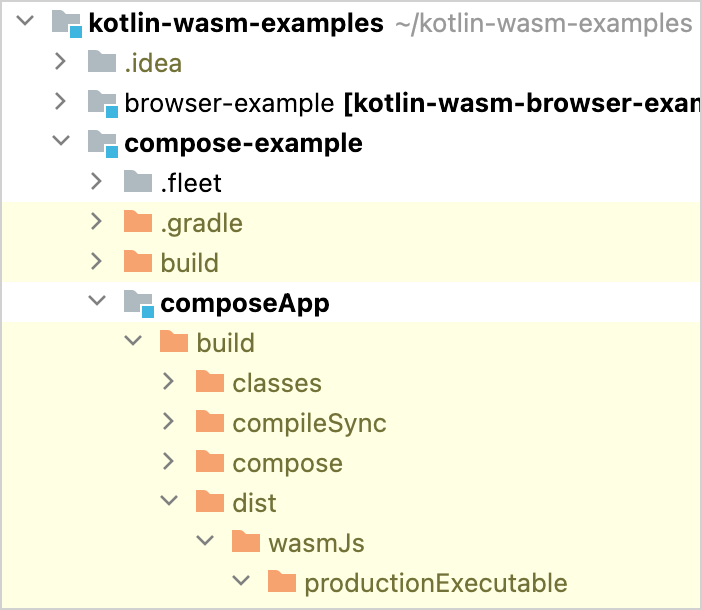 kotlin-wasm-examples ~/kotlin-wasm-examples
.idea
browser-example [kotlin-wasm-browser-exam
compose-example
.fleet
.gradle
build
composeApp
build
classes
compileSync
compose
dist
wasmJs
productionExecutable